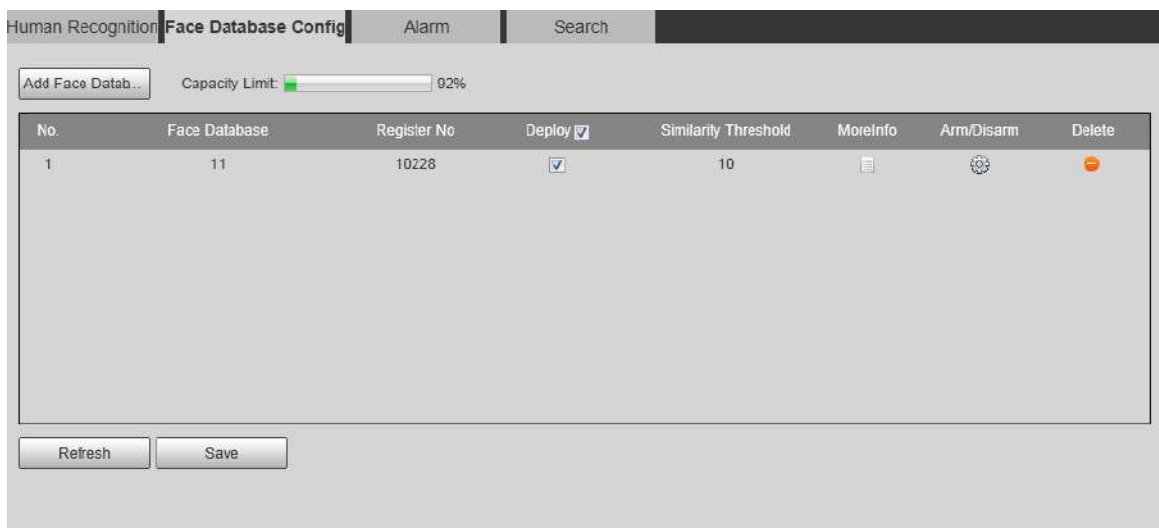 Human Recognition Face Database Config Alarm Search
Add Face Datab... Capacity Limit: 92%
No. Face Database Register No Deploy Similarity Threshold MoreInfo Arm/Disarm Delete
1 11 10228 10
Refresh Save